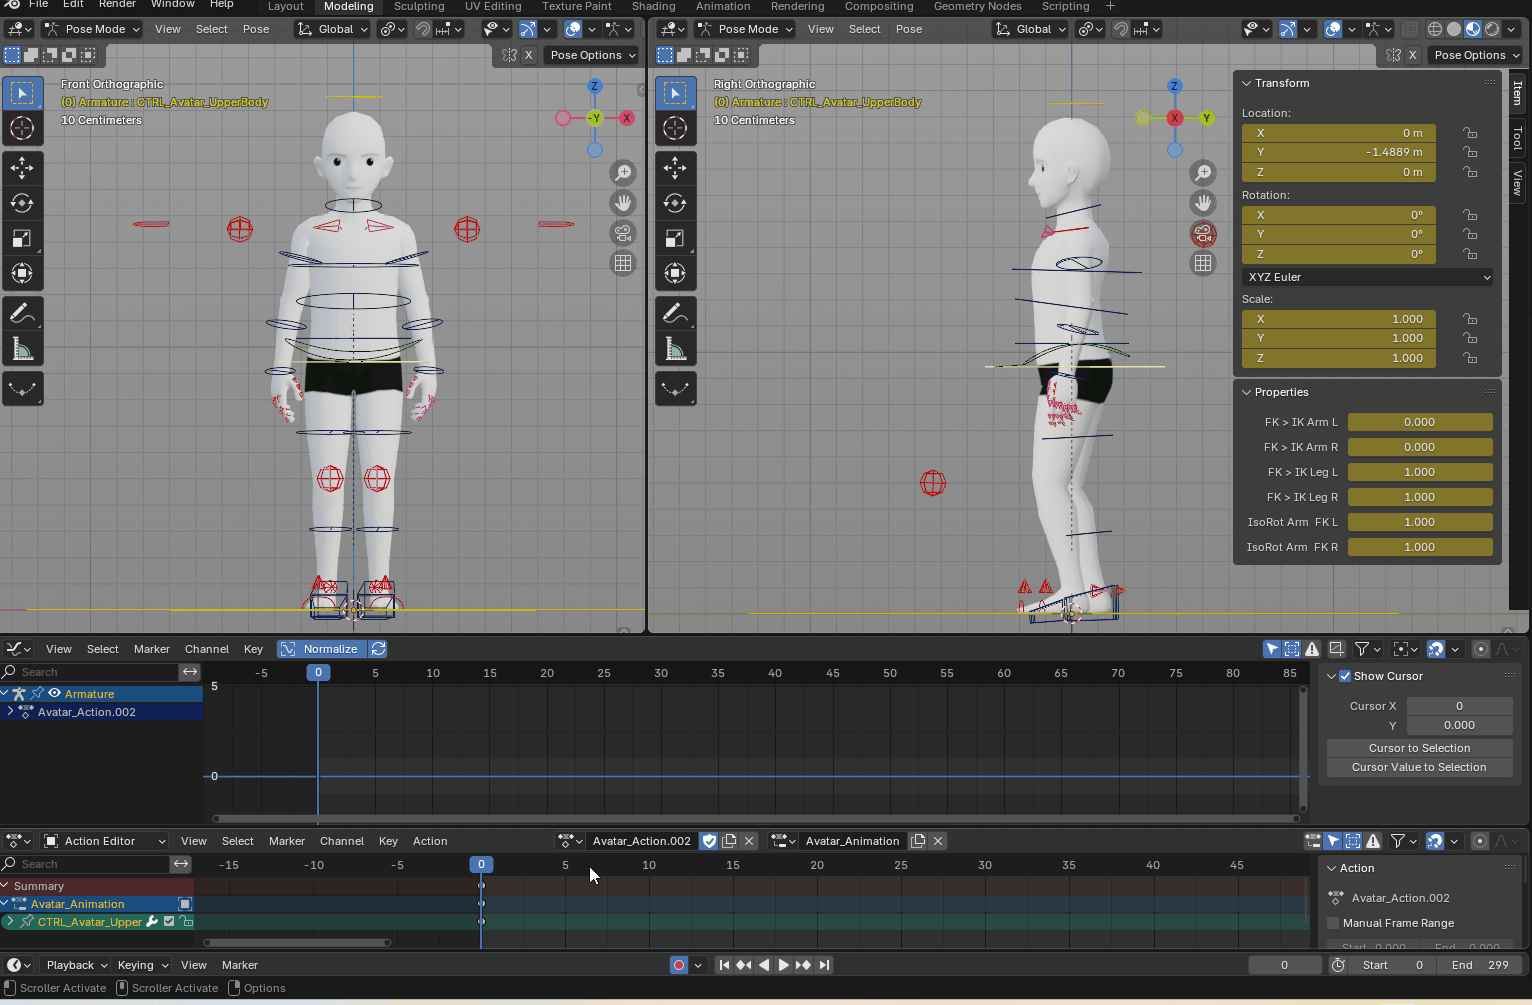 File Edit Render Window Help Layout Modeling Sculpting UV Editing Texture Paint Shading Animation Rendering Compositing Geometry Nodes Scripting +
Pose Mode View Select Pose Global
Pose Mode View Select Pose Global
X Pose Options
X Pose Options
Front Orthographic
(0) Armature : CTRL_Avatar_UpperBody
10 Centimeters
Z
-Y
X
Right Orthographic
(0) Armature : CTRL_Avatar_UpperBody
10 Centimeters
Z
X
Y
Item
Tool
View
Transform
Location:
X 0 m
Y -1.4889 m
Z 0 m
Rotation:
X 0°
Y 0°
Z 0°
XYZ Euler
Scale:
X 1.000
Y 1.000
Z 1.000
Properties
FK > IK Arm L 0.000
FK > IK Arm R 0.000
FK > IK Leg L 1.000
FK > IK Leg R 1.000
IsoRot Arm FK L 1.000
IsoRot Arm FK R 1.000
View Select Marker Channel Key Normalize
Search -5 0 5 10 15 20 25 30 35 40 45 50 55 60 65 70 75 80 85
Armature
Avatar_Action.002
5
0
Show Cursor
Cursor X 0
Y 0.000
Cursor to Selection
Cursor Value to Selection
Action Editor View Select Marker Channel Key Action Avatar_Action.002 Avatar_Animation
Search -15 -10 -5 0 5 10 15 20 25 30 35 40 45
Summary
Avatar_Animation
CTRL_Avatar_Upper
Action
Avatar_Action.002
Manual Frame Range
Start 0.000 End 0.000
Playback Keying View Marker 0 Start 0 End 299
Scroller Activate Scroller Activate Options